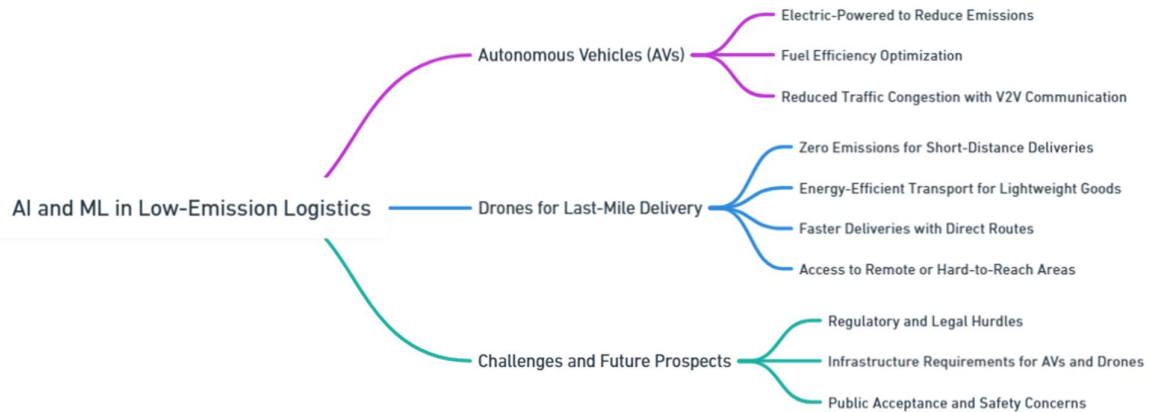 AI and ML in Low-Emission Logistics
Autonomous Vehicles (AVs)
Electric-Powered to Reduce Emissions
Fuel Efficiency Optimization
Reduced Traffic Congestion with V2V Communication
Drones for Last-Mile Delivery
Zero Emissions for Short-Distance Deliveries
Energy-Efficient Transport for Lightweight Goods
Faster Deliveries with Direct Routes
Access to Remote or Hard-to-Reach Areas
Challenges and Future Prospects
Regulatory and Legal Hurdles
Infrastructure Requirements for AVs and Drones
Public Acceptance and Safety Concerns